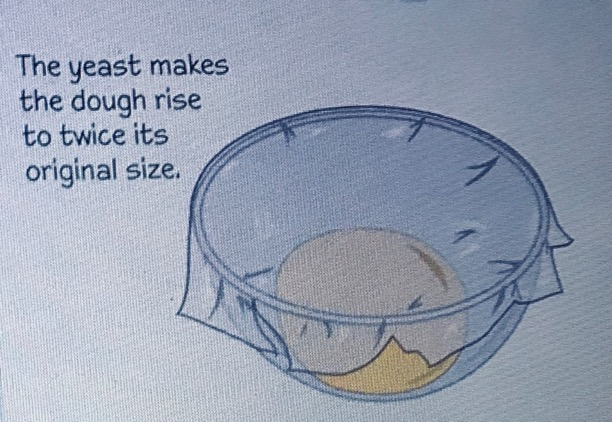 The yeast makes
the dough rise
to twice its
original size.